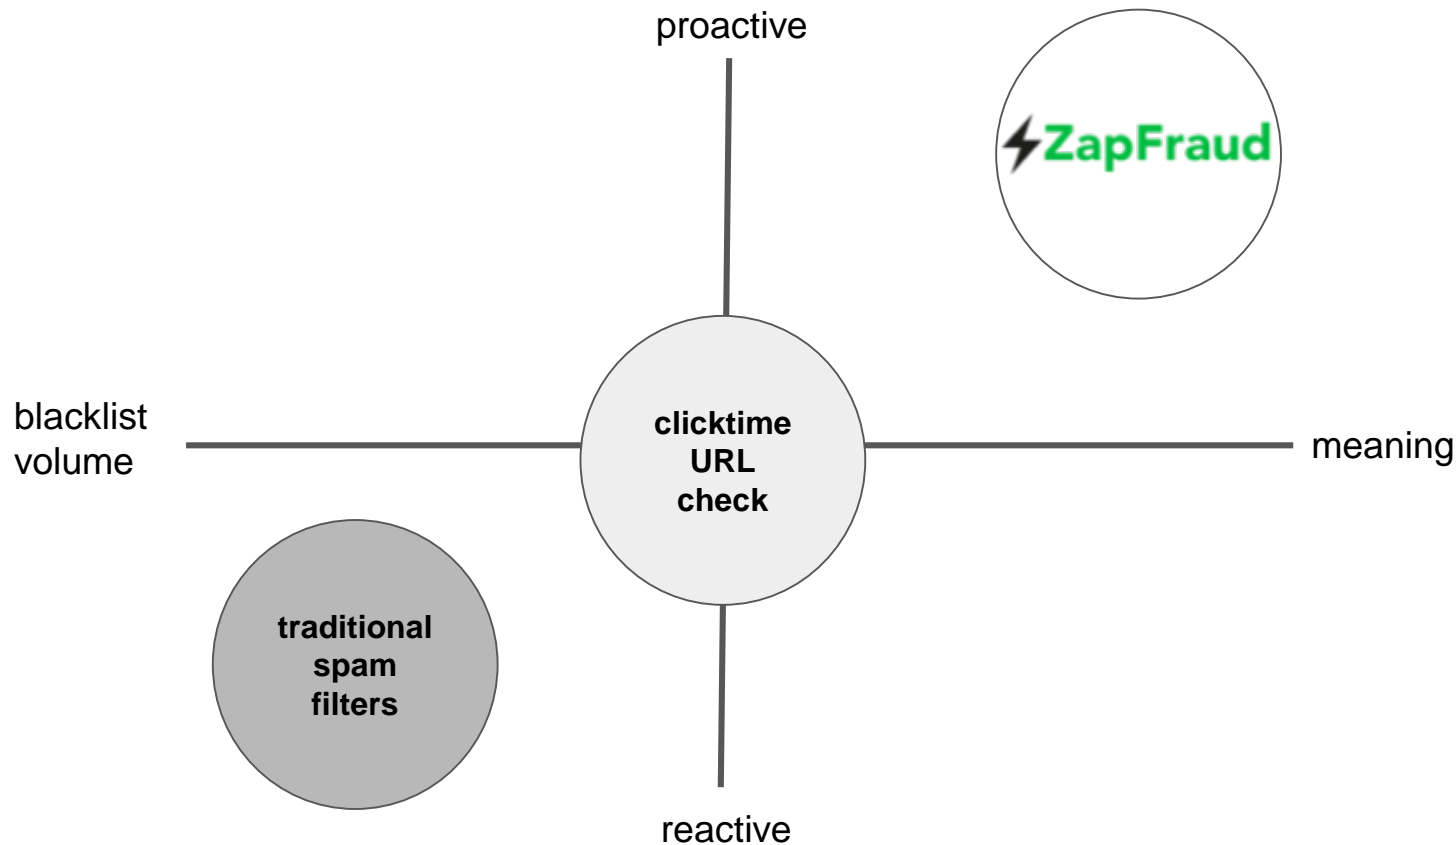 proactive
ZapFraud
blacklist
volume
clicktime
URL
check
meaning
traditional
spam
filters
reactive